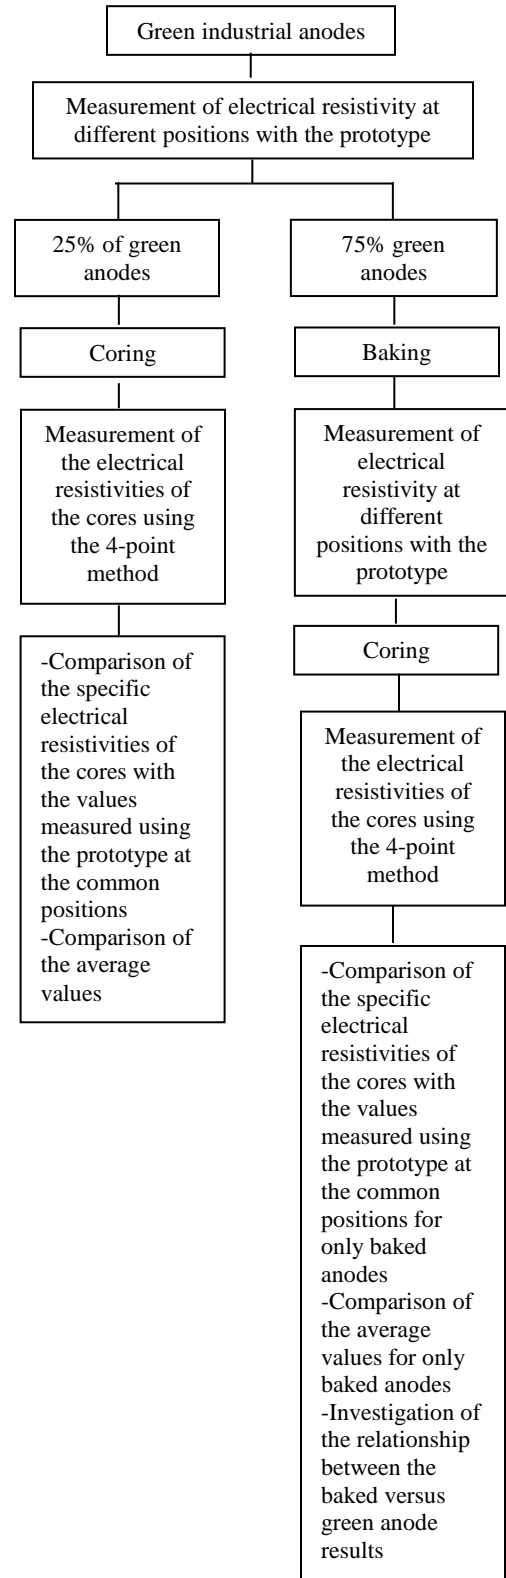 Green industrial anodes
Measurement of electrical resistivity at
different positions with the prototype
25% of green
anodes
75% green
anodes
Coring
Baking
Measurement of
the electrical
resistivities of
the cores using
the 4-point
method
Measurement of
electrical
resistivity at
different
positions with the
prototype
Coring
-Comparison of
the specific
electrical
resistivities of
the cores with
the values
measured using
the prototype at
the common
positions
-Comparison of
the average
values
Measurement of
the electrical
resistivities of
the cores using
the 4-point
method
-Comparison of
the specific
electrical
resistivities of
the cores with
the values
measured using
the prototype at
the common
positions for
only baked
anodes
-Comparison of
the average
values for only
baked anodes
-Investigation of
the relationship
between the
baked versus
green anode
results